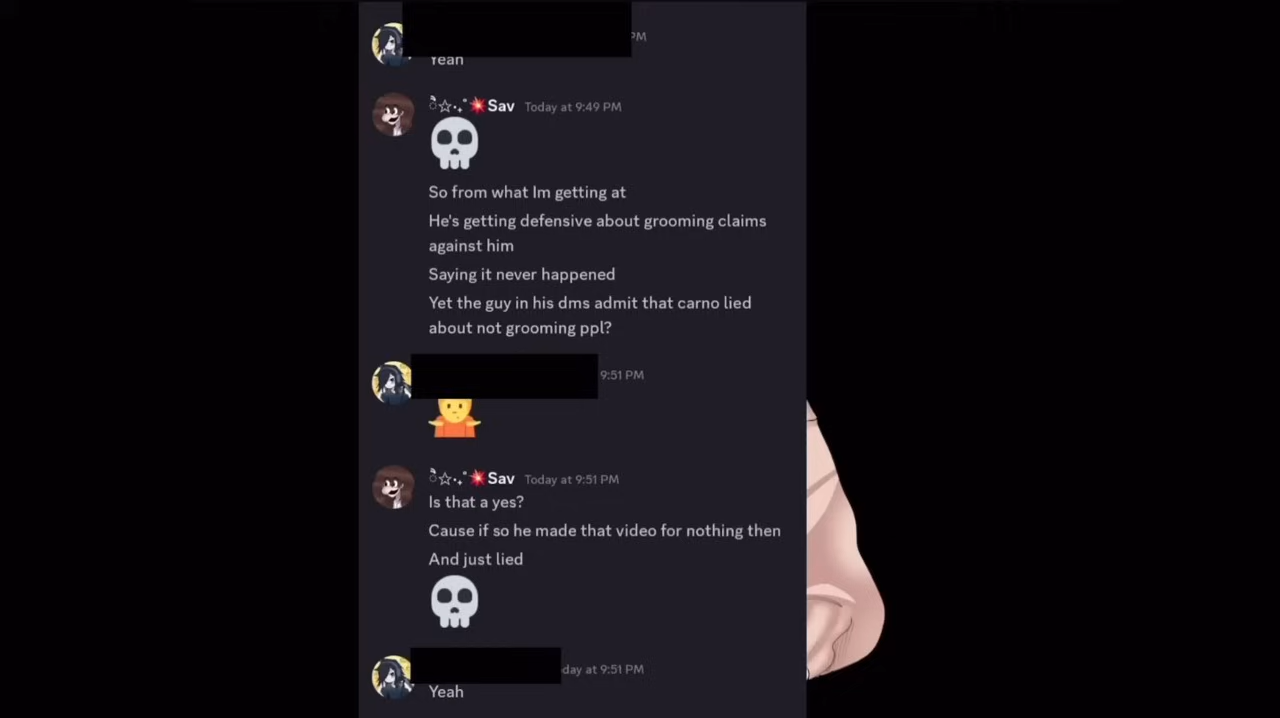 PM
Yeah
ੈ☆‧₊˚💥Sav Today at 9:49 PM
💀
So from what Im getting at
He's getting defensive about grooming claims
against him
Saying it never happened
Yet the guy in his dms admit that carno lied
about not grooming ppl?
9:51 PM
🤷
ੈ☆‧₊˚💥Sav Today at 9:51 PM
Is that a yes?
Cause if so he made that video for nothing then
And just lied
💀
day at 9:51 PM
Yeah